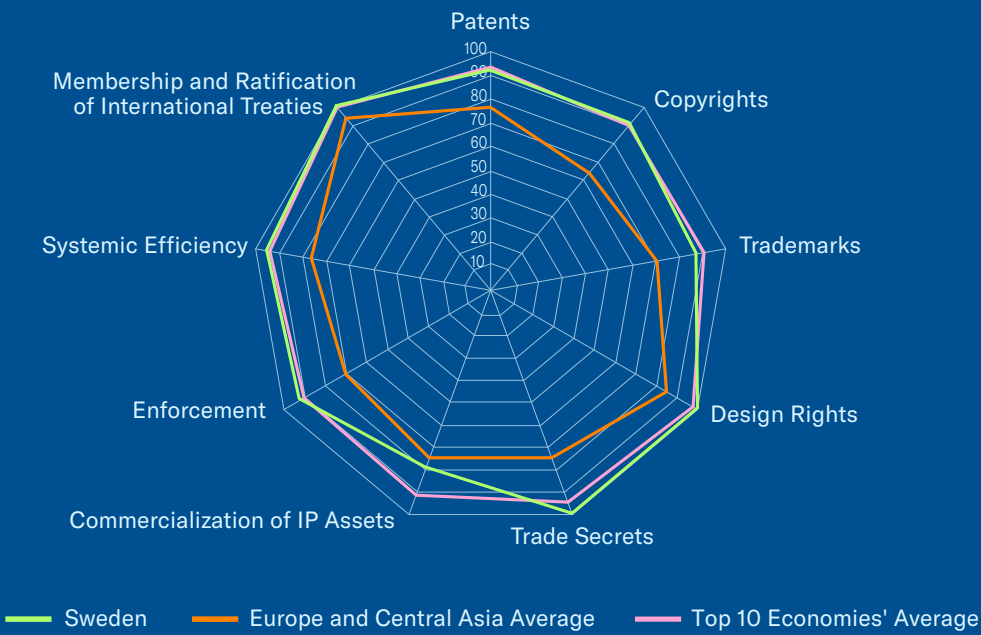 Patents
100
90
80
70
60
50
40
30
20
10
Membership and Ratification
of International Treaties
Copyrights
Systemic Efficiency
Trademarks
Enforcement
Design Rights
Commercialization of IP Assets
Trade Secrets
Sweden
Europe and Central Asia Average
Top 10 Economies' Average